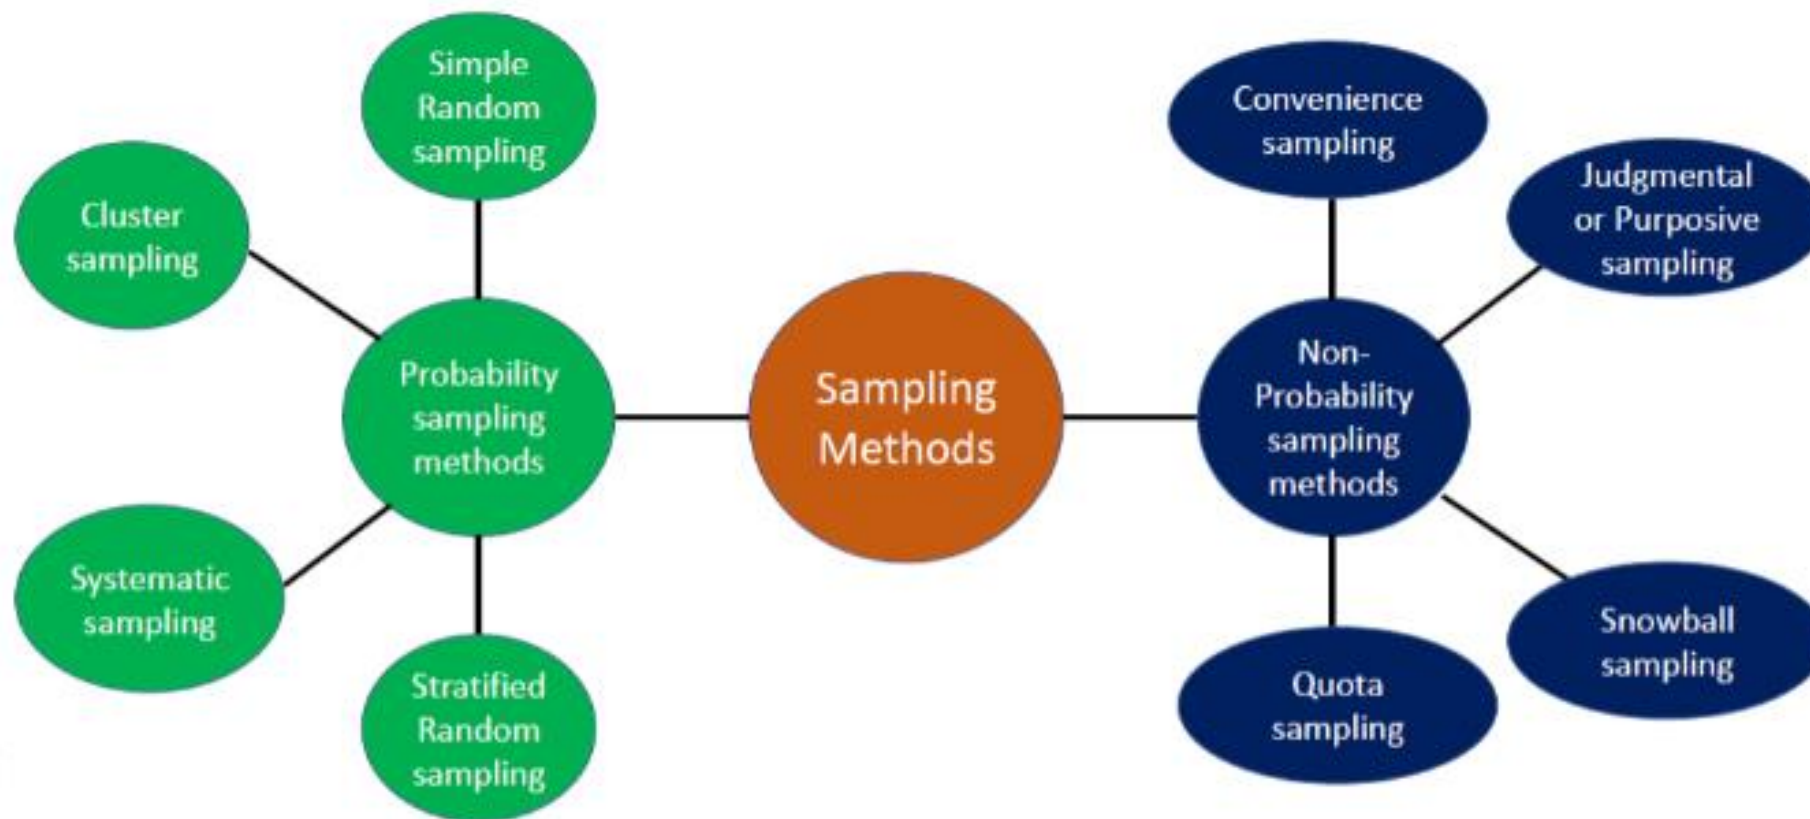 Simple
Random
sampling
Cluster
sampling
Probability
sampling
methods
Systematic
sampling
Stratified
Random
sampling
Sampling
Methods
Convenience
sampling
Judgmental
or Purposive
sampling
Non-
Probability
sampling
methods
Snowball
sampling
Quota
sampling